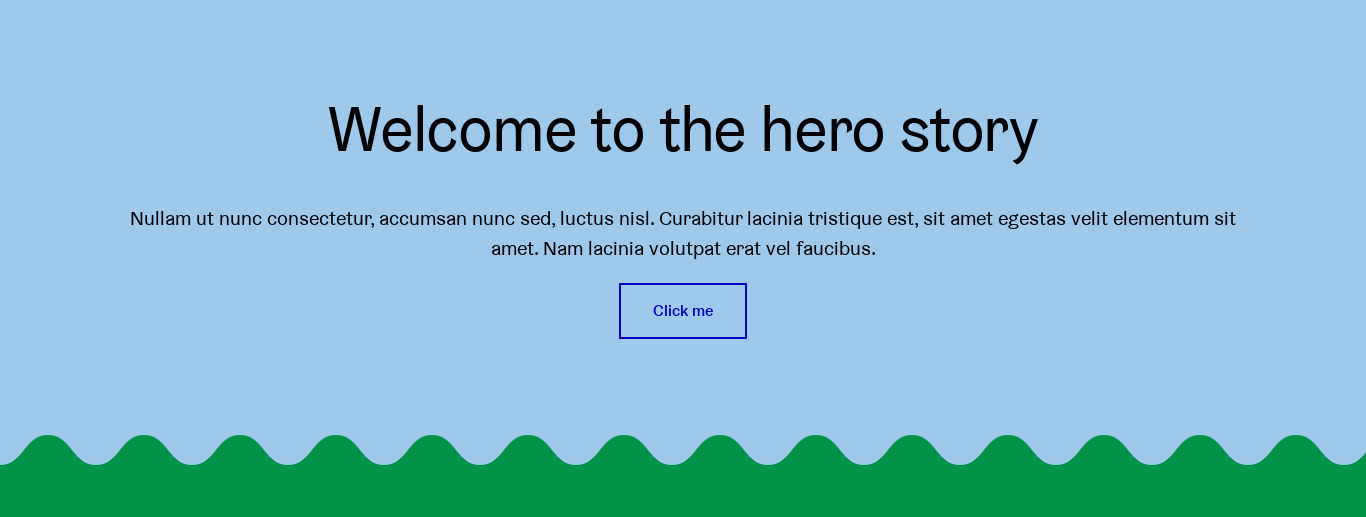 Welcome to the hero story
Nullam ut nunc consectetur, accumsan nunc sed, luctus nisl. Curabitur lacinia tristique est, sit amet egestas velit elementum sit
amet. Nam lacinia volutpat erat vel faucibus.
Click me